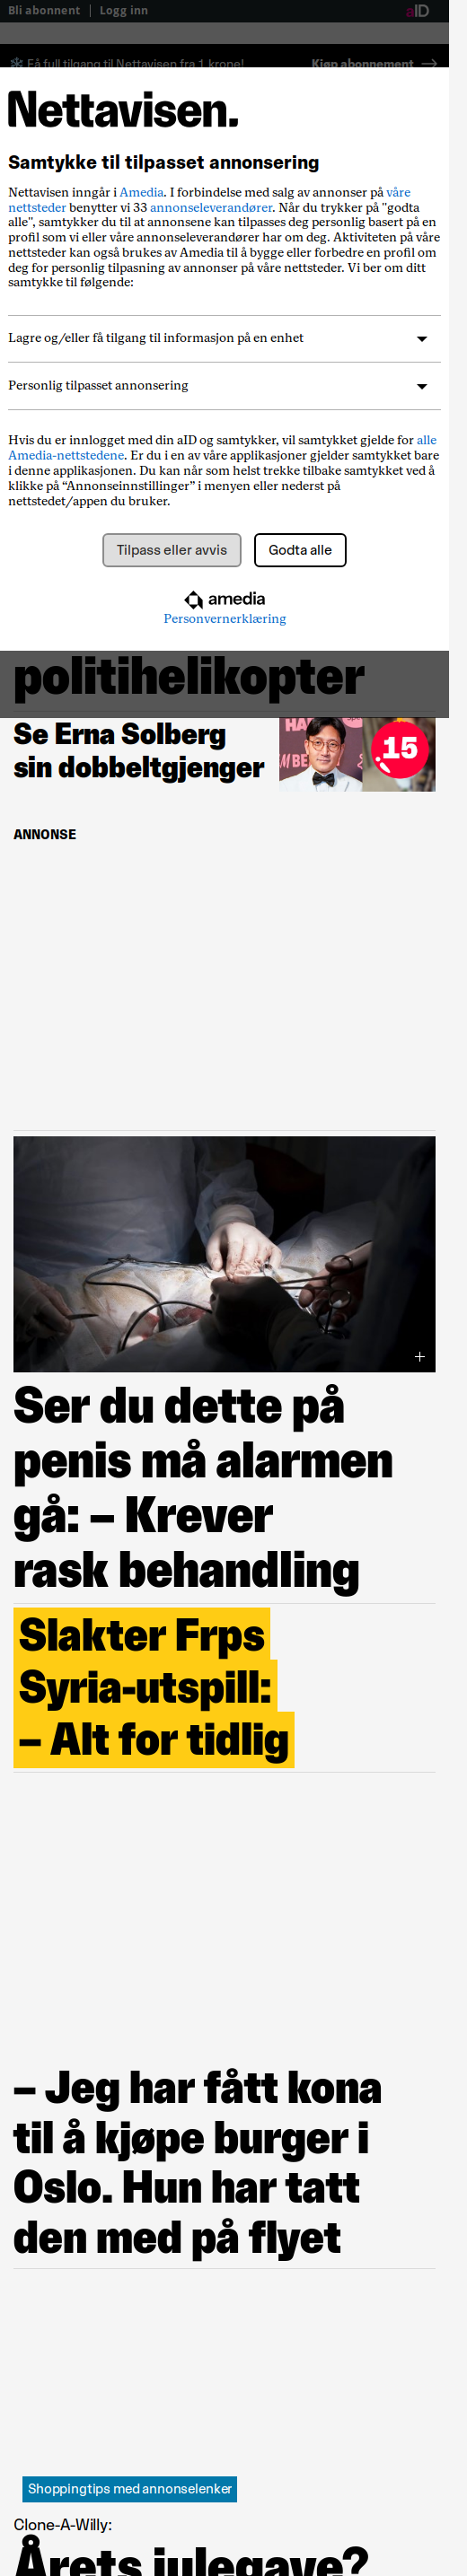 Bli abonnent
Logg inn
aID
Få full tilgang til Nettavisen fra 1 krone!
Kjøp abonnement
Nettavisen.
Samtykke til tilpasset annonsering
Nettavisen inngår i Amedia. I forbindelse med salg av annonser på våre
nettsteder benytter vi 33 annonseleverandører. Når du trykker på "godta
alle", samtykker du til at annonsene kan tilpasses deg personlig basert på en
profil som vi eller våre annonseleverandører har om deg. Aktiviteten på våre
nettsteder kan også brukes av Amedia til å bygge eller forbedre en profil om
deg for personlig tilpasning av annonser på våre nettsteder. Vi ber om ditt
samtykke til følgende:
Lagre og/eller få tilgang til informasjon på en enhet
Personlig tilpasset annonsering
Hvis du er innlogget med din aID og samtykker, vil samtykket gjelde for alle
Amedia-nettstedene. Er du i en av våre applikasjoner gjelder samtykket bare
i denne applikasjonen. Du kan når som helst trekke tilbake samtykket ved å
klikke på “Annonseinnstillinger” i menyen eller nederst på
nettstedet/appen du bruker.
Tilpass eller avvis
Godta alle
amedia
Personvernerklæring
politihelikopter
Se Erna Solberg
sin dobbeltgjenger
15
ANNONSE
Ser du dette på
penis må alarmen
gå: – Krever
rask behandling
Slakter Frps
Syria-utspill:
– Alt for tidlig
– Jeg har fått kona
til å kjøpe burger i
Oslo. Hun har tatt
den med på flyet
Shoppingtips med annonselenker
Clone-A-Willy:
Årets julegave?